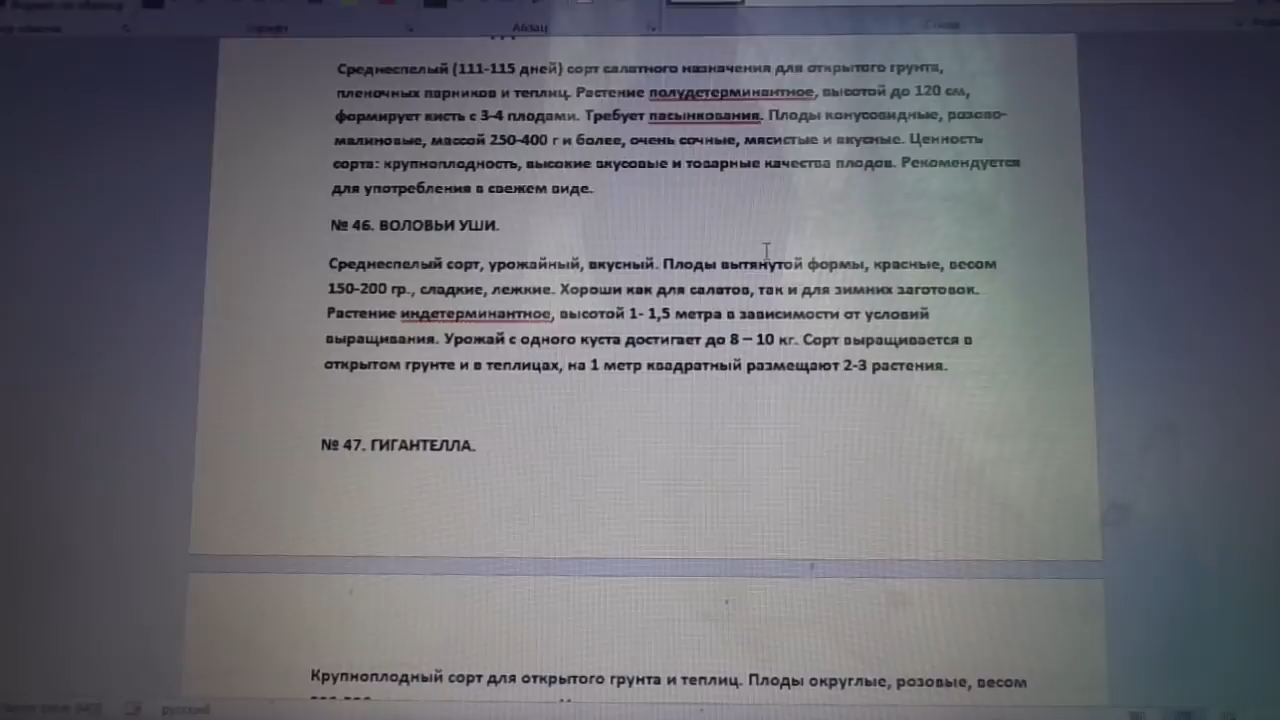 Абзац
Среднеспелый (111-115 дней) сорт салатного назначения для открытого грунта,
пленочных парников и теплиц. Растение полудетерминантное, высотой до 120 см,
формирует кисть с 3-4 плодами. Требует пасынкования. Плоды конусовидные, розово-
малиновые, массой 250-400 г и более, очень сочные, мясистые и вкусные. Ценность
сорта: крупноплодность, высокие вкусовые и товарные качества плодов. Рекомендуется
для употребления в свежем виде.
№ 46. ВОЛОВЬИ УШИ.
Среднеспелый сорт, урожайный, вкусный. Плоды вытянутой формы, красные, весом
150-200 гр., сладкие, лежкие. Хороши как для салатов, так и для зимних заготовок.
Растение индетерминантное, высотой 1- 1,5 метра в зависимости от условий
выращивания. Урожай с одного куста достигает до 8 – 10 кг. Сорт выращивается в
открытом грунте и в теплицах, на 1 метр квадратный размещают 2-3 растения.
№ 47. ГИГАНТЕЛЛА.
Крупноплодный сорт для открытого грунта и теплиц. Плоды округлые, розовые, весом
русский